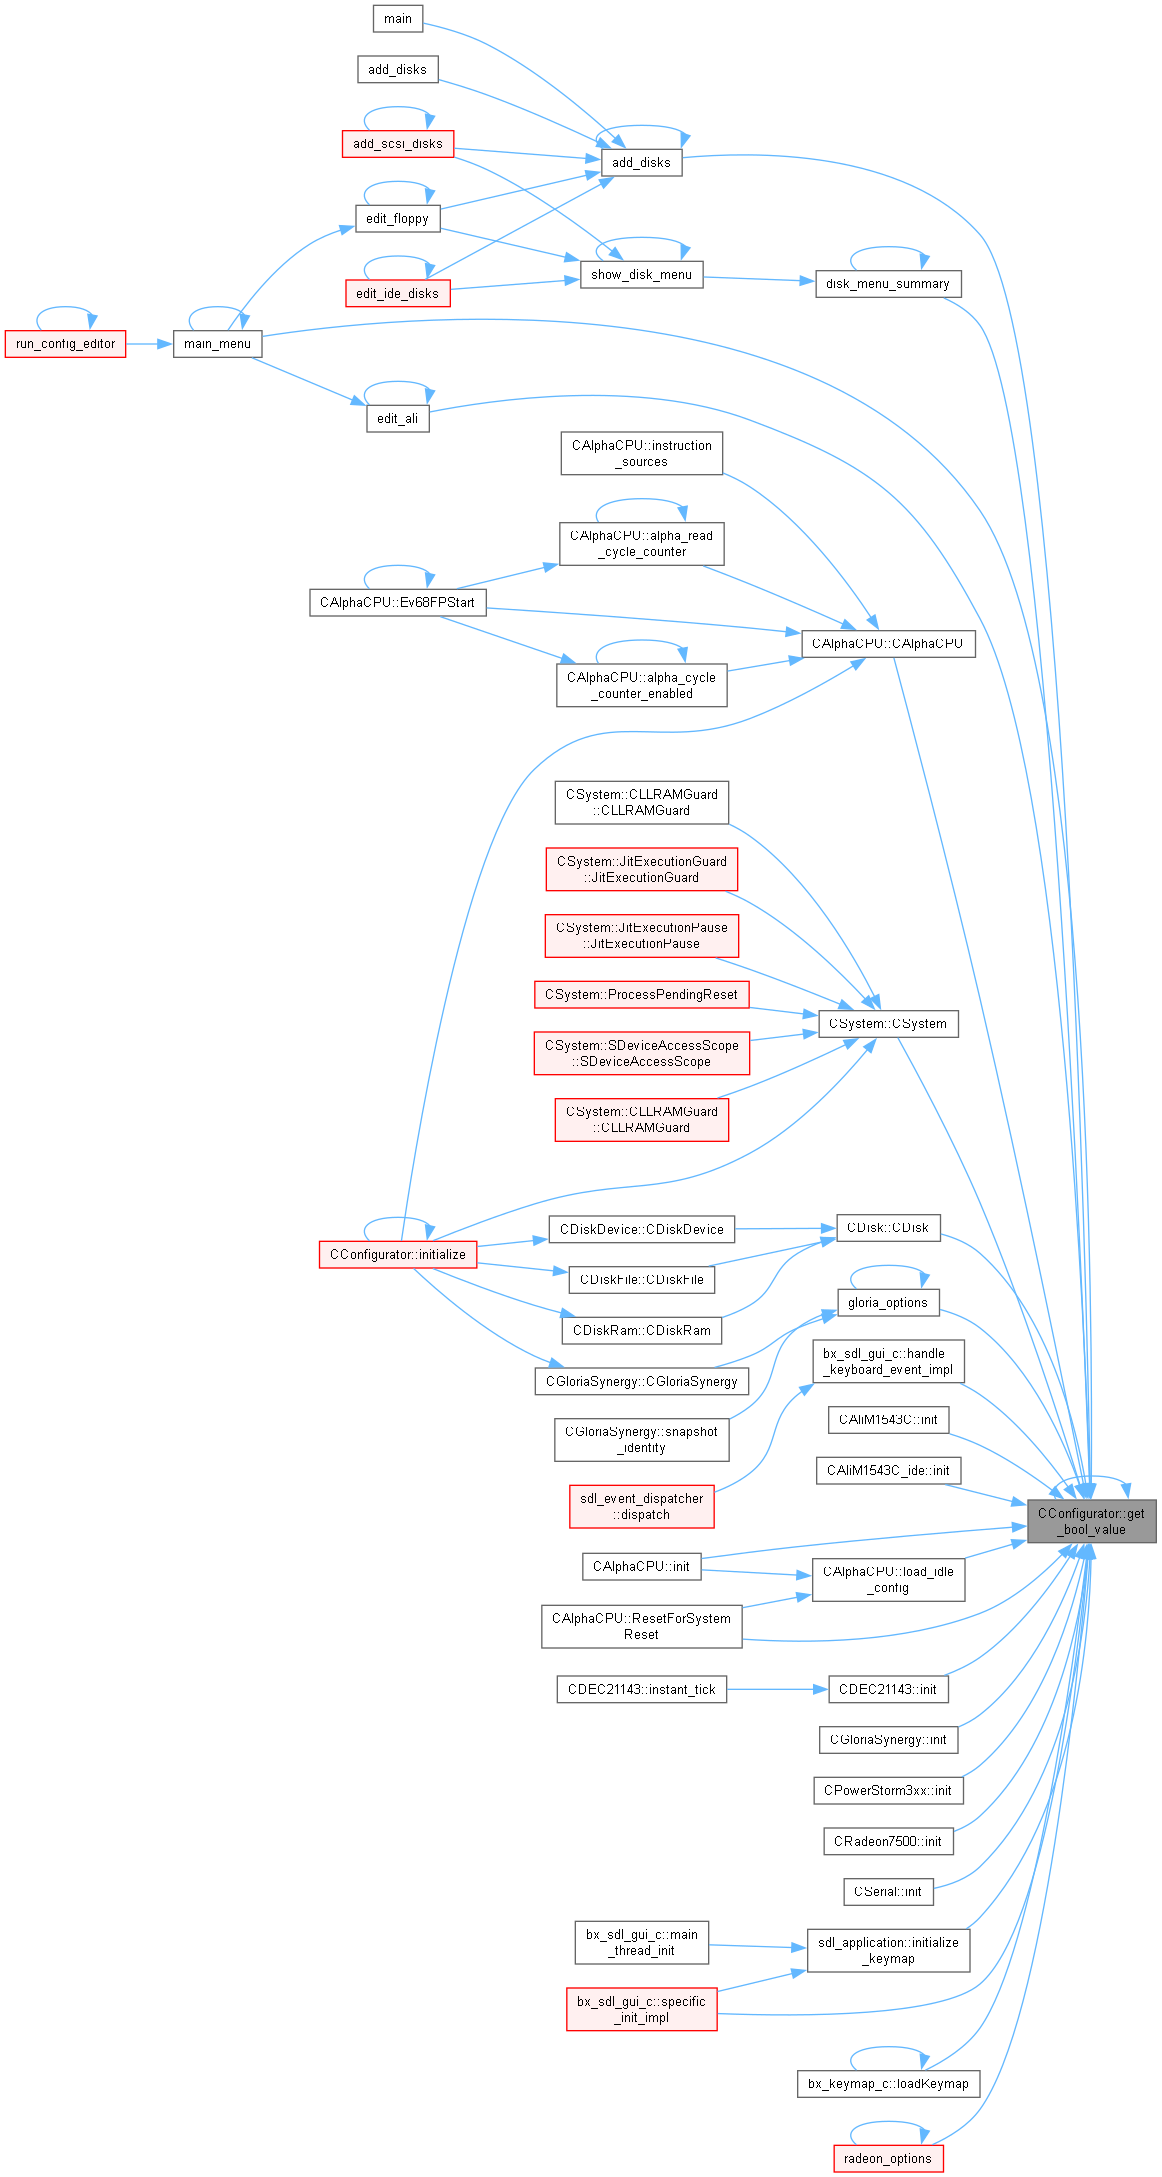 main
add_disks
add_scsi_disks
add_disks
edit_floppy
show_disk_menu
disk_menu_summary
edit_ide_disks
run_config_editor
main_menu
edit_ali
CAlphaCPU::instruction
_sources
CAlphaCPU::alpha_read
_cycle_counter
CAlphaCPU::Ev68FPStart
CAlphaCPU::CAlphaCPU
CAlphaCPU::alpha_cycle
_counter_enabled
CSystem::CLLRAMGuard
::CLLRAMGuard
CSystem::JitExecutionGuard
::JitExecutionGuard
CSystem::JitExecutionPause
::JitExecutionPause
CSystem::ProcessPendingReset
CSystem::CSystem
CSystem::SDeviceAccessScope
::SDeviceAccessScope
CSystem::CLLRAMGuard
::CLLRAMGuard
CDiskDevice::CDiskDevice
CDisk::CDisk
CConfigurator::initialize
CDiskFile::CDiskFile
gloria_options
CDiskRam::CDiskRam
bx_sdl_gui_c::handle
_keyboard_event_impl
CGloriaSynergy::CGloriaSynergy
CAliM1543C::init
CGloriaSynergy::snapshot
_identity
CAliM1543C_ide::init
sdl_event_dispatcher
::dispatch
CConfigurator::get
_bool_value
CAlphaCPU::init
CAlphaCPU::load_idle
_config
CAlphaCPU::ResetForSystem
Reset
CDEC21143::instant_tick
CDEC21143::init
CGloriaSynergy::init
CPowerStorm3xx::init
CRadeon7500::init
CSerial::init
bx_sdl_gui_c::main
_thread_init
sdl_application::initialize
_keymap
bx_sdl_gui_c::specific
_init_impl
bx_keymap_c::loadKeymap
radeon_options